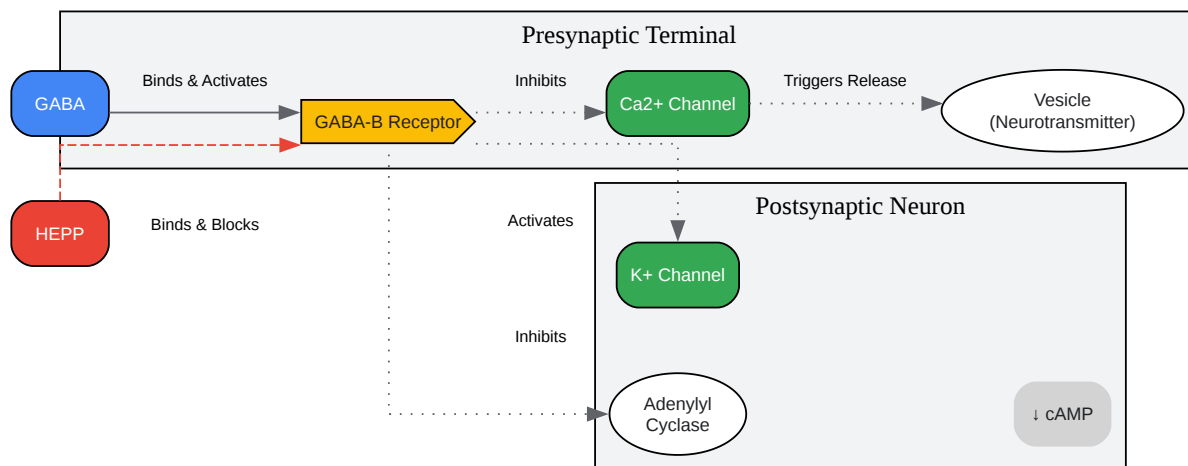 Presynaptic Terminal
Binds & Activates
Inhibits
Triggers Release
GABA
GABA-B Receptor
Ca2+ Channel
Vesicle
(Neurotransmitter)
Postsynaptic Neuron
HEPP
Binds & Blocks
Activates
K+ Channel
Inhibits
Adenylyl
Cyclase
↓ cAMP